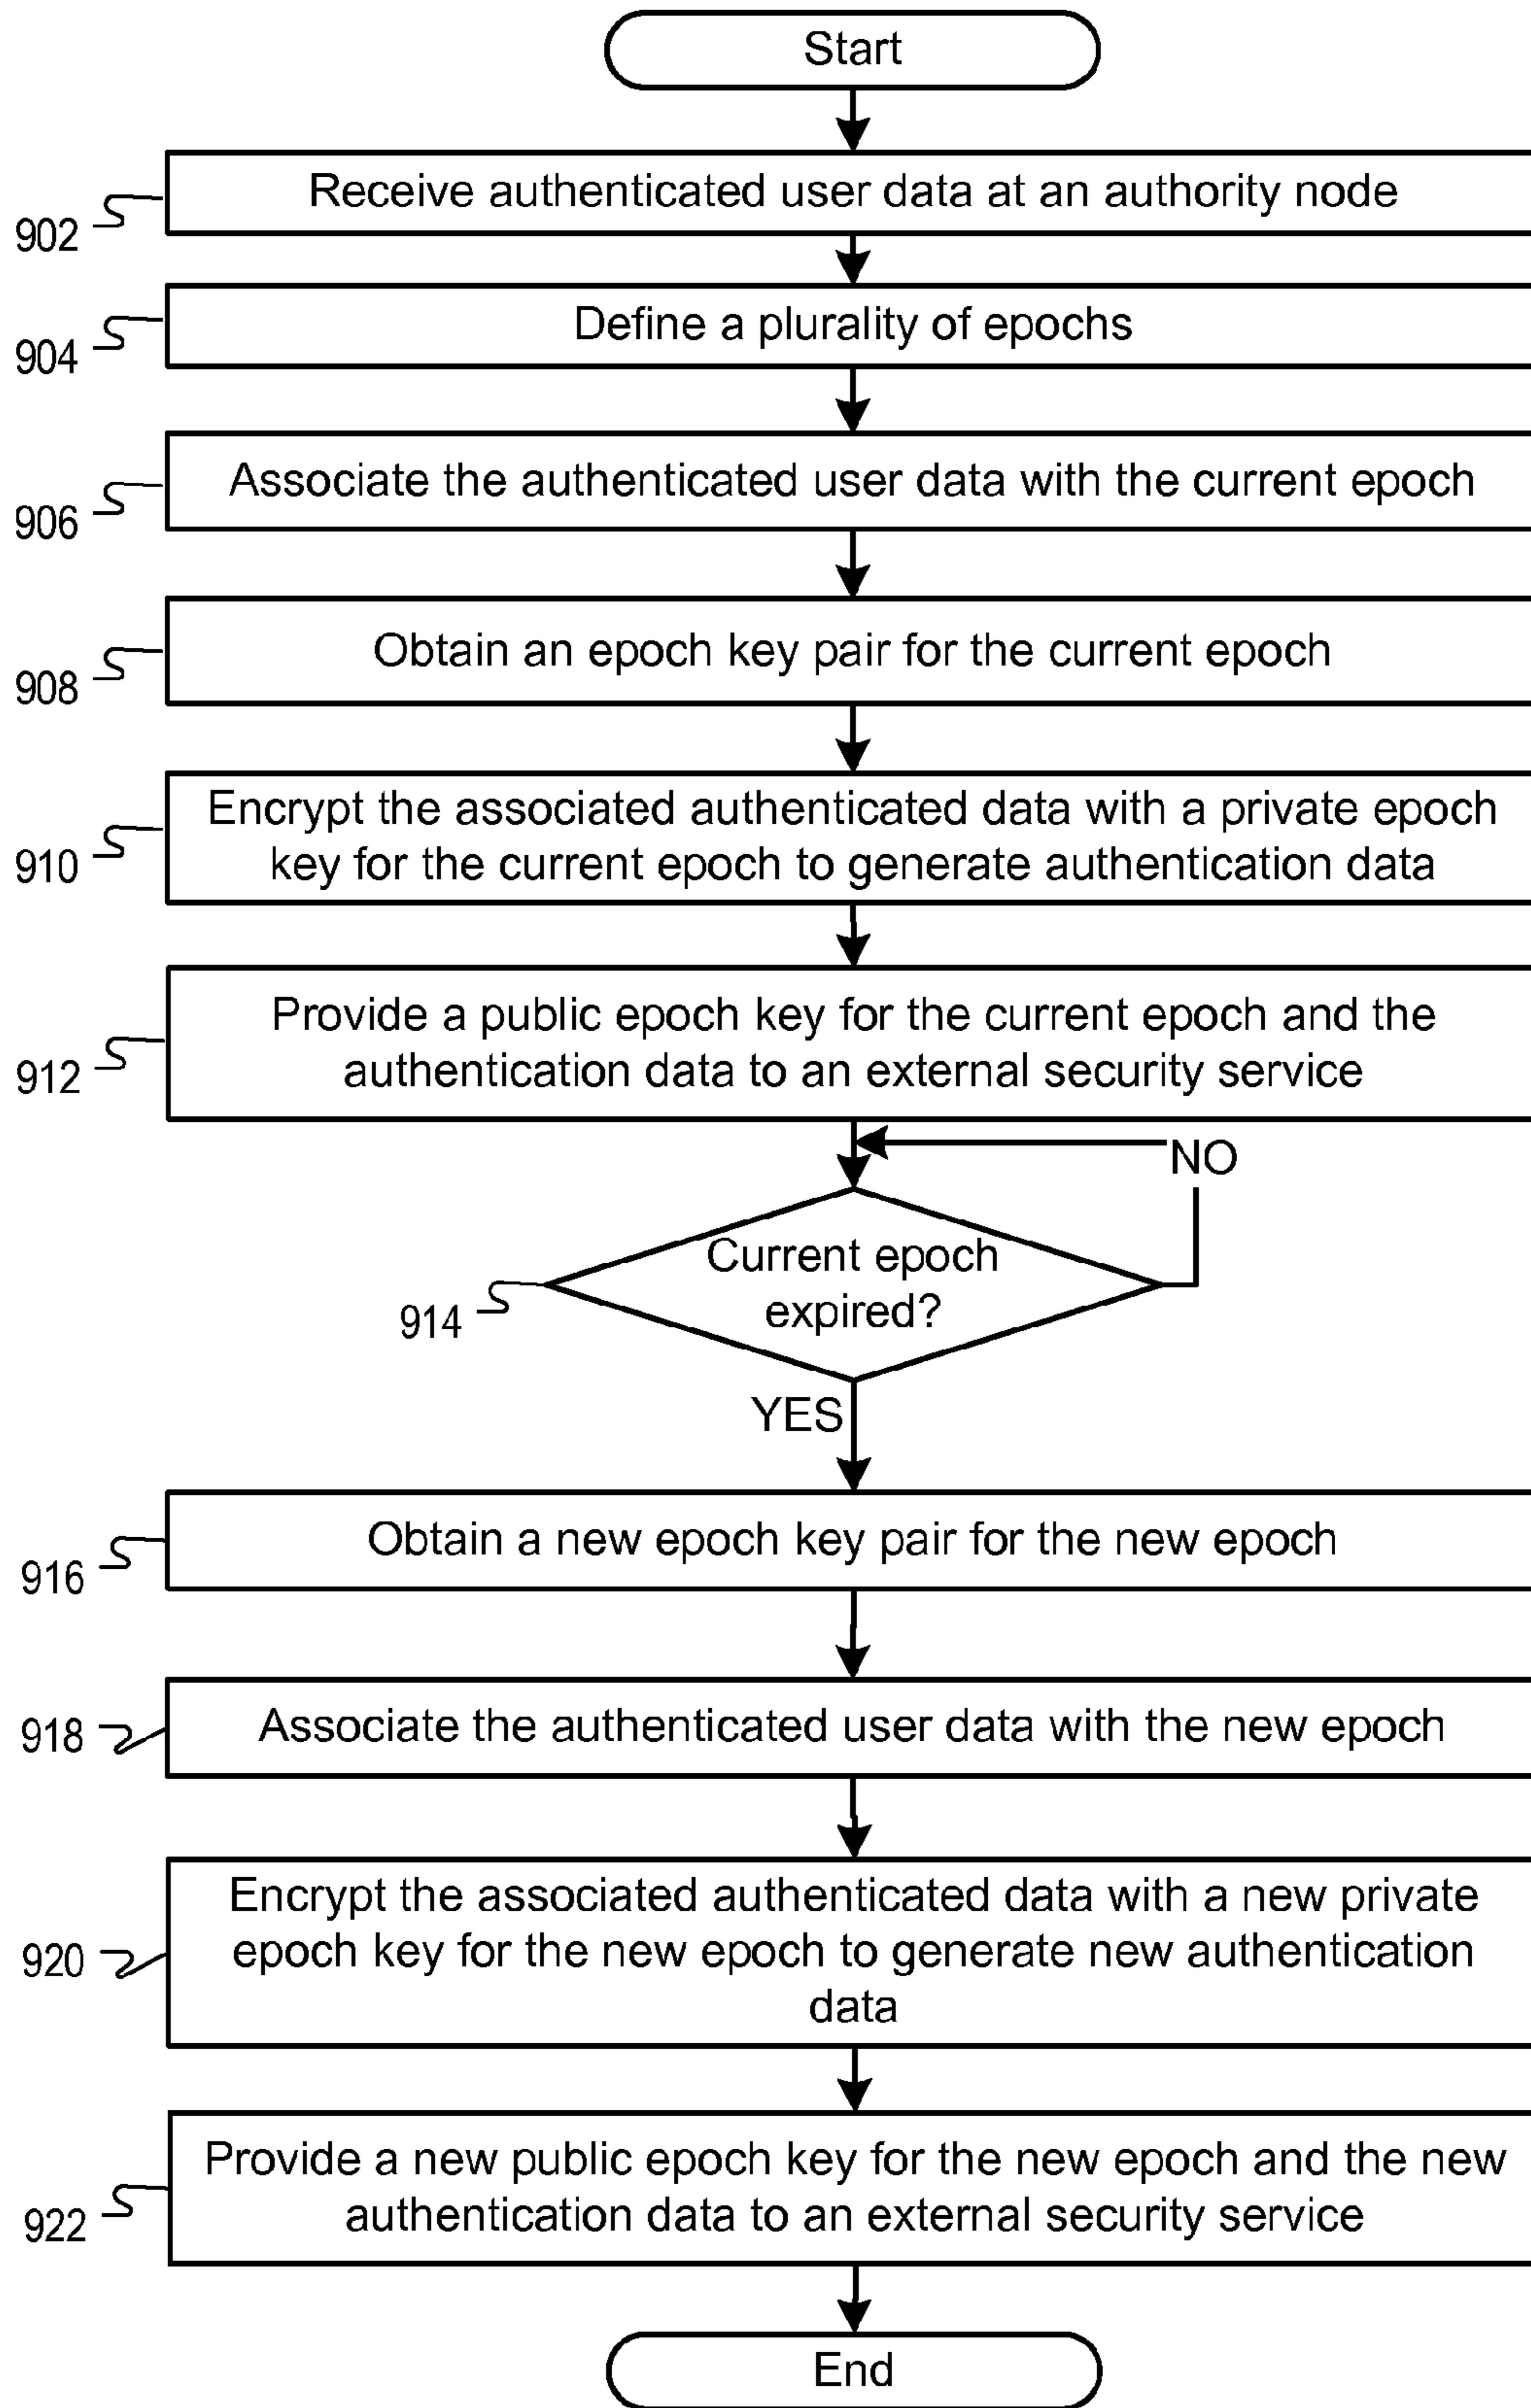 Start
Receive authenticated user data at an authority node
902
Define a plurality of epochs
904
Associate the authenticated user data with the current epoch
906
Obtain an epoch key pair for the current epoch
908
Encrypt the associated authenticated data with a private epoch
key for the current epoch to generate authentication data
910
Provide a public epoch key for the current epoch and the
authentication data to an external security service
912
NO
Current epoch
expired?
914
YES
Obtain a new epoch key pair for the new epoch
916
Associate the authenticated user data with the new epoch
918
Encrypt the associated authenticated data with a new private
epoch key for the new epoch to generate new authentication
data
920
Provide a new public epoch key for the new epoch and the new
authentication data to an external security service
922
End